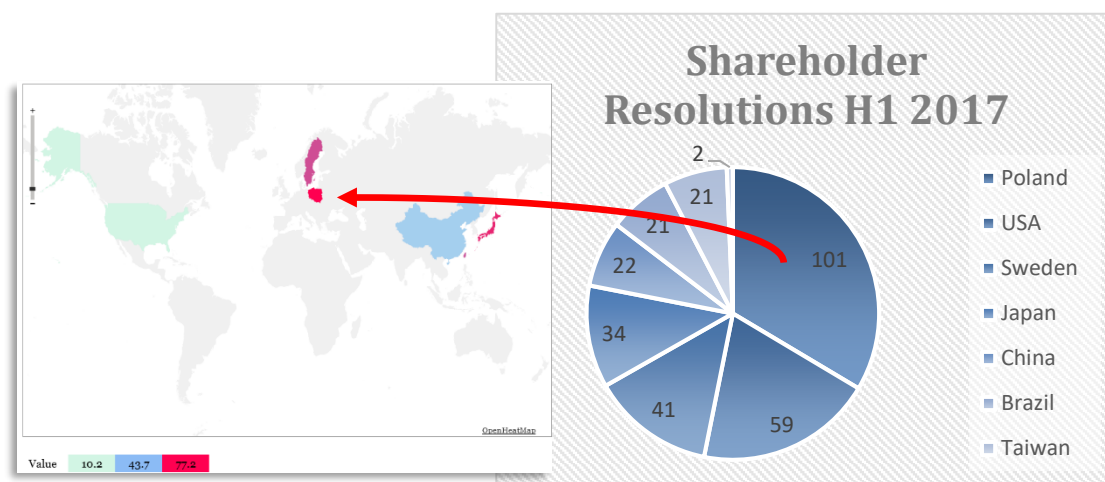 +
-
OpenHeatMap
Value 10.2 43.7 77.2
Shareholder
Resolutions H1 2017
2
21
21
22
34
41
59
101
Poland
USA
Sweden
Japan
China
Brazil
Taiwan